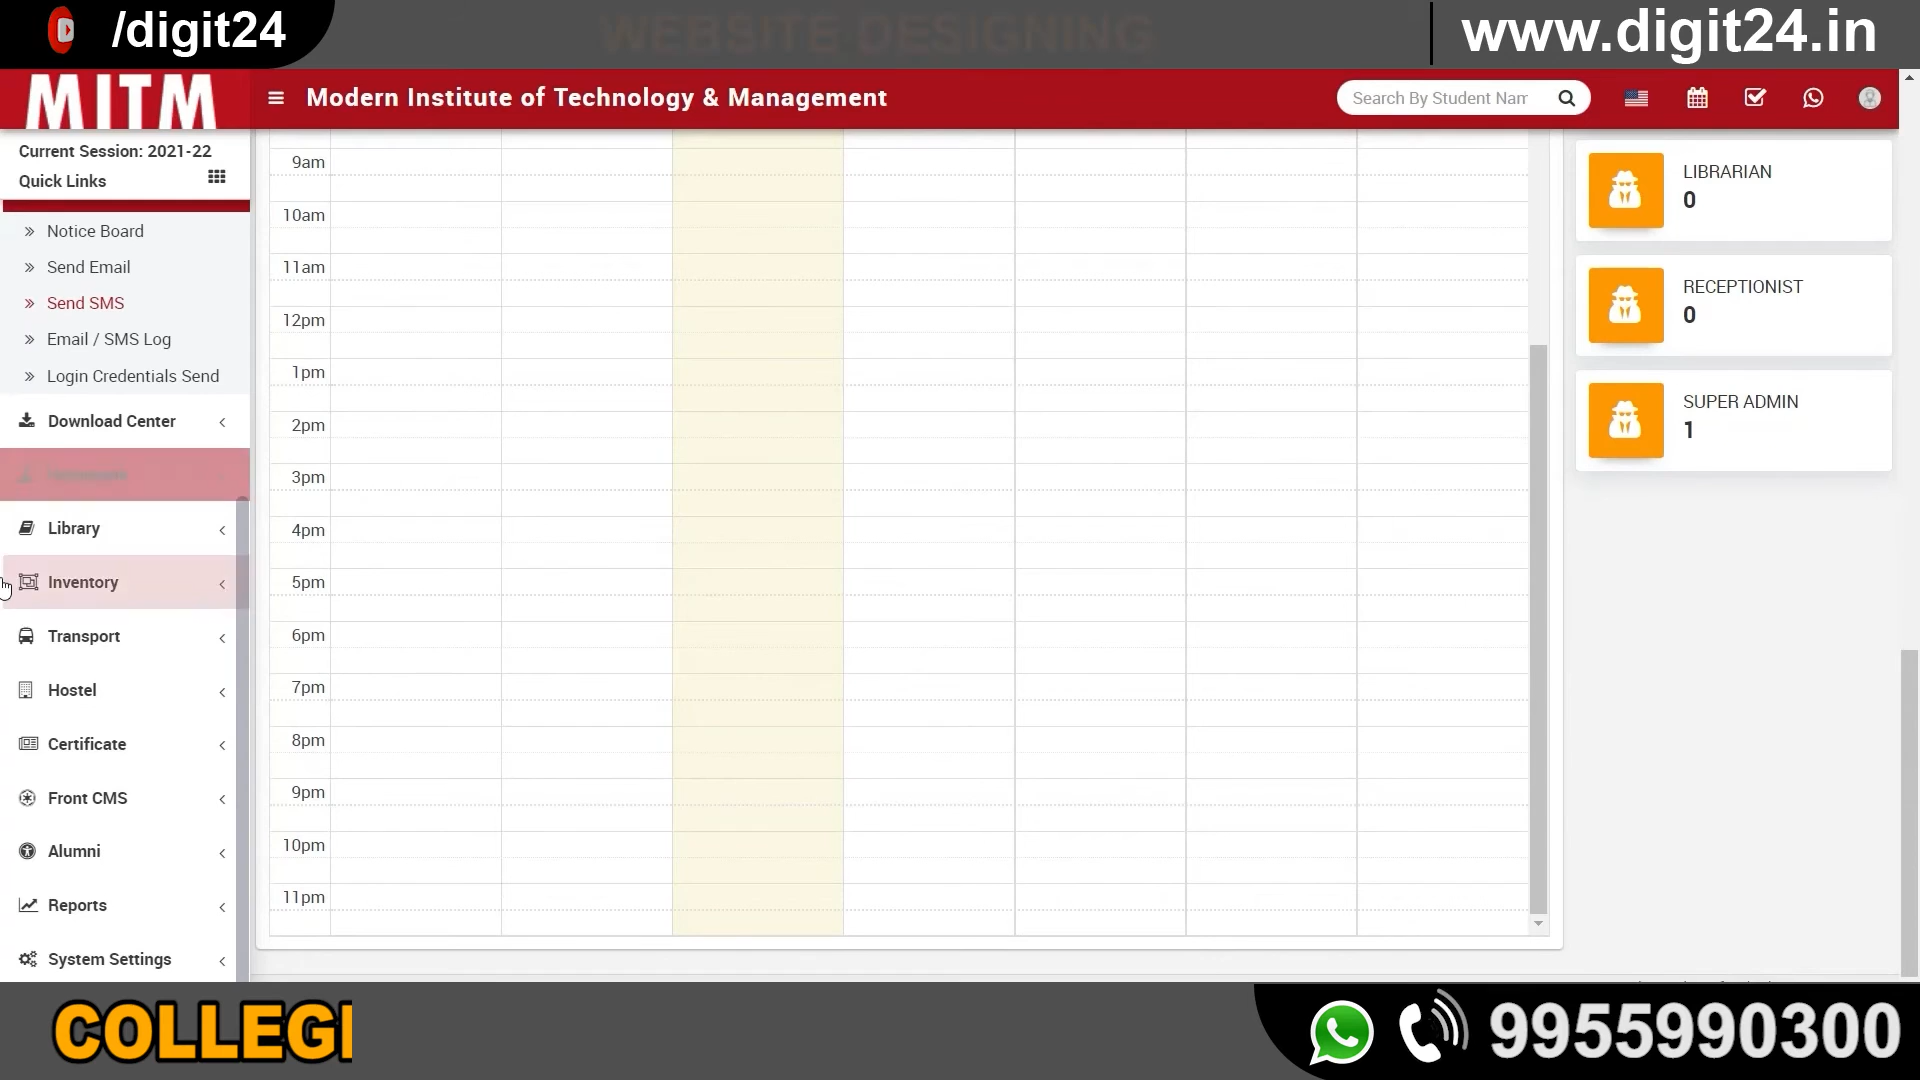 /digit24
WEBSITE DESIGNING
www.digit24.in
MITM
Modern Institute of Technology & Management
Search By Student Nam
Current Session: 2021-22
Quick Links
Notice Board
Send Email
Send SMS
Email / SMS Log
Login Credentials Send
Download Center
Library
Inventory
Transport
Hostel
Certificate
Front CMS
Alumni
Reports
System Settings
9am
10am
11am
12pm
1pm
2pm
3pm
4pm
5pm
6pm
7pm
8pm
9pm
10pm
11pm
LIBRARIAN
0
RECEPTIONIST
0
SUPER ADMIN
1
COLLEG
9955990300